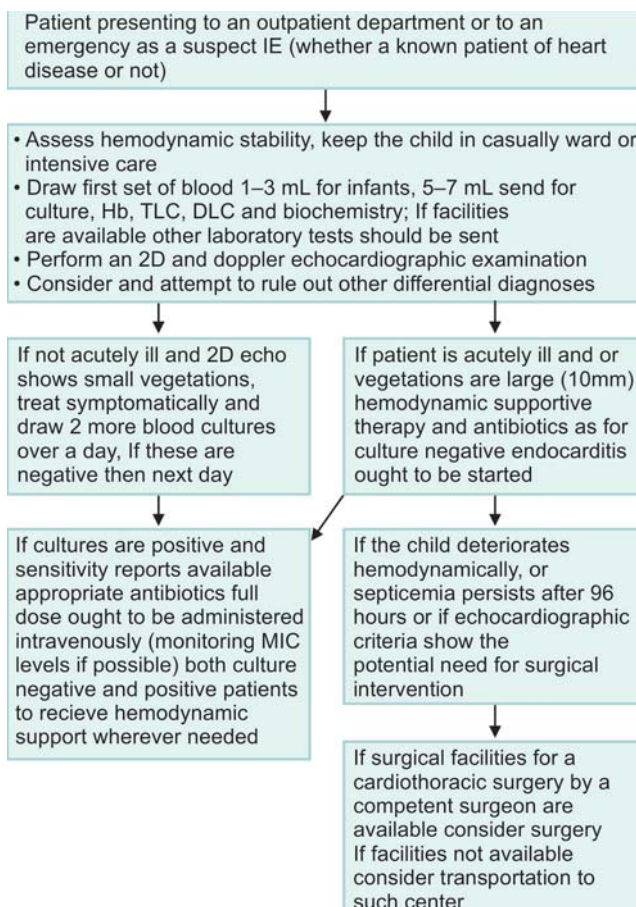 Patient presenting to an outpatient department or to an
emergency as a suspect IE (whether a known patient of heart
disease or not)
• Assess hemodynamic stability, keep the child in casually ward or
intensive care
• Draw first set of blood 1–3 mL for infants, 5–7 mL send for
culture, Hb, TLC, DLC and biochemistry; If facilities
are available other laboratory tests should be sent
• Perform an 2D and doppler echocardiographic examination
• Consider and attempt to rule out other differential diagnoses
If not acutely ill and 2D echo
shows small vegetations,
treat symptomatically and
draw 2 more blood cultures
over a day, If these are
negative then next day
If patient is acutely ill and or
vegetations are large (10mm)
hemodynamic supportive
therapy and antibiotics as for
culture negative endocarditis
ought to be started
If cultures are positive and
sensitivity reports available
appropriate antibiotics full
dose ought to be administered
intravenously (monitoring MIC
levels if possible) both culture
negative and positive patients
to recieve hemodynamic
support wherever needed
If the child deteriorates
hemodynamically, or
septicemia persists after 96
hours or if echocardiographic
criteria show the
potential need for surgical
intervention
If surgical facilities for a
cardiothoracic surgery by a
competent surgeon are
available consider surgery
If facilities not available
consider transportation to
such center